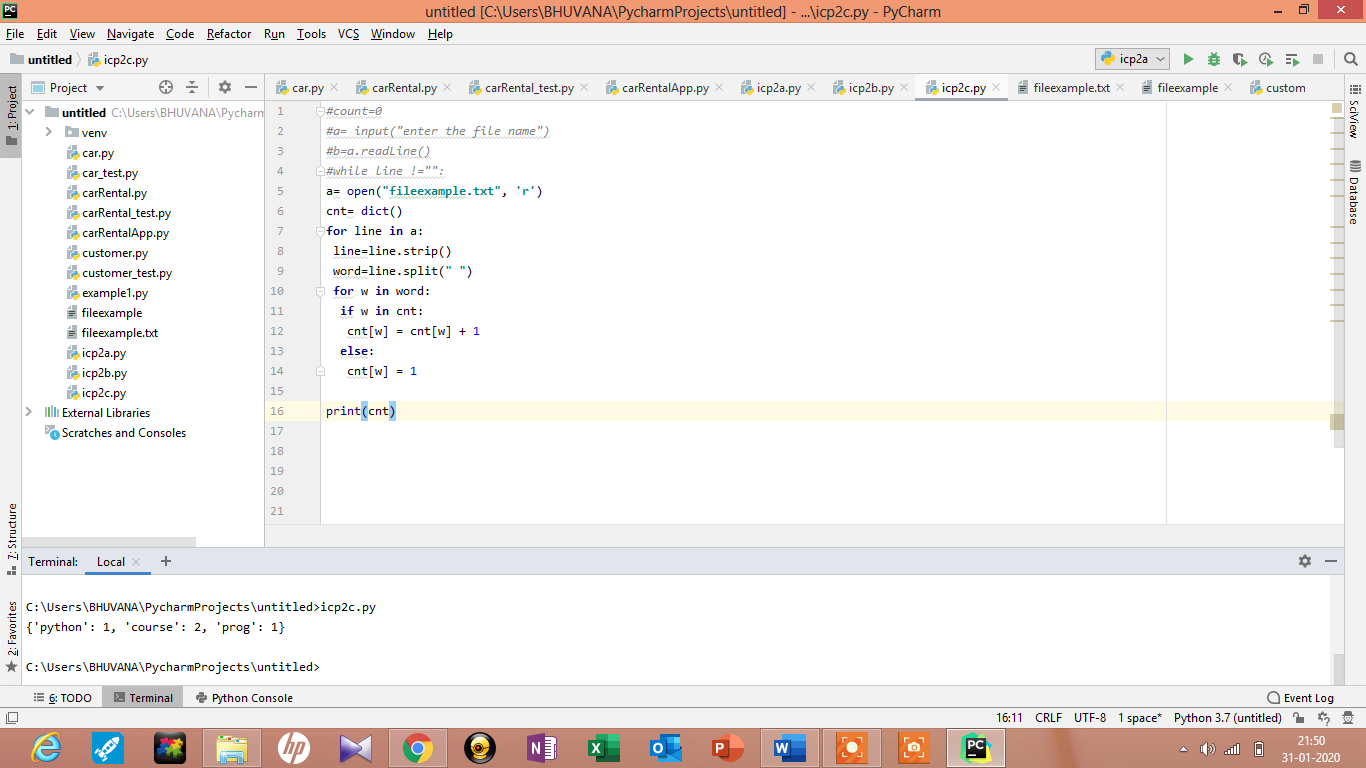 untitled [C:\Users\BHUVANA\PycharmProjects\untitled] - ...\icp2c.py - PyCharm
File Edit View Navigate Code Refactor Run Tools VCS Window Help
untitled icp2c.py
icp2a
1: Project
Project
car.py carRental.py carRental_test.py carRentalApp.py icp2a.py icp2b.py icp2c.py fileexample.txt fileexample custom
untitled C:\Users\BHUVANA\Pycharm
venv
car.py
car_test.py
carRental.py
carRental_test.py
carRentalApp.py
customer.py
customer_test.py
example1.py
fileexample
fileexample.txt
icp2a.py
icp2b.py
icp2c.py
External Libraries
Scratches and Consoles
1 #count=0
2 #a= input("enter the file name")
3 #b=a.readLine()
4 #while line !="":
5 a= open("fileexample.txt", 'r')
6 cnt= dict()
7 for line in a:
8 line=line.strip()
9 word=line.split(" ")
10 for w in word:
11 if w in cnt:
12 cnt[w] = cnt[w] + 1
13 else:
14 cnt[w] = 1
15
16 print(cnt)
17
18
19
20
21
SciView
Database
7: Structure
2: Favorites
Terminal: Local
C:\Users\BHUVANA\PycharmProjects\untitled>icp2c.py
{'python': 1, 'course': 2, 'prog': 1}
C:\Users\BHUVANA\PycharmProjects\untitled>
6: TODO Terminal Python Console Event Log
16:11 CRLF UTF-8 1 space* Python 3.7 (untitled)
21:50
31-01-2020